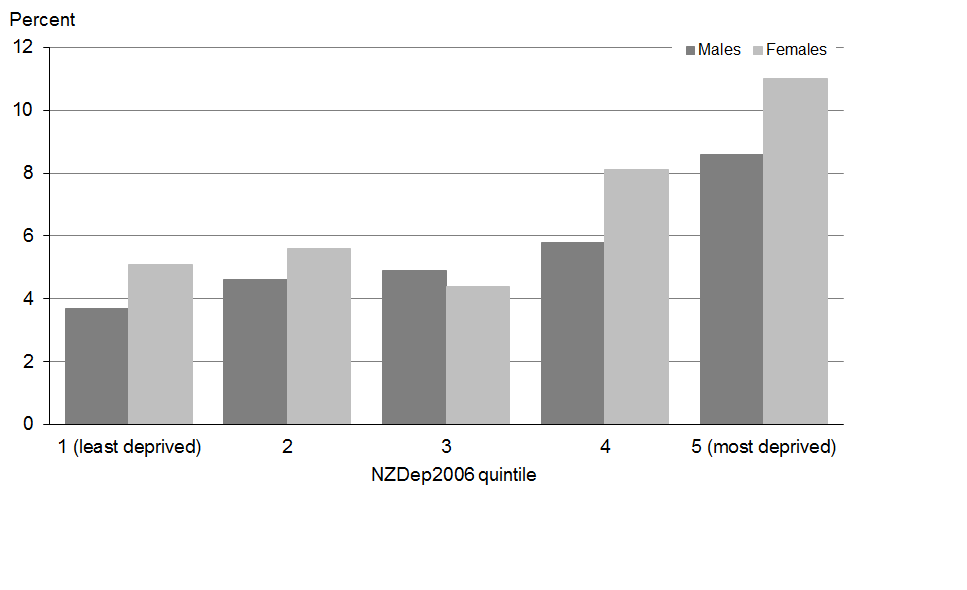 Percent
Males Females
12
10
8
6
4
2
0
1 (least deprived) 2 3 4 5 (most deprived)
NZDep2006 quintile